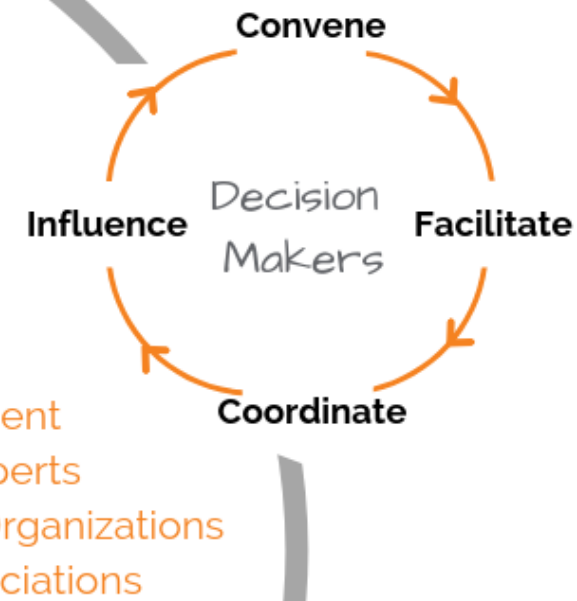 Convene
Decision
Makers
Influence
Facilitate
Coordinate
ent
perts
rganizations
ciations